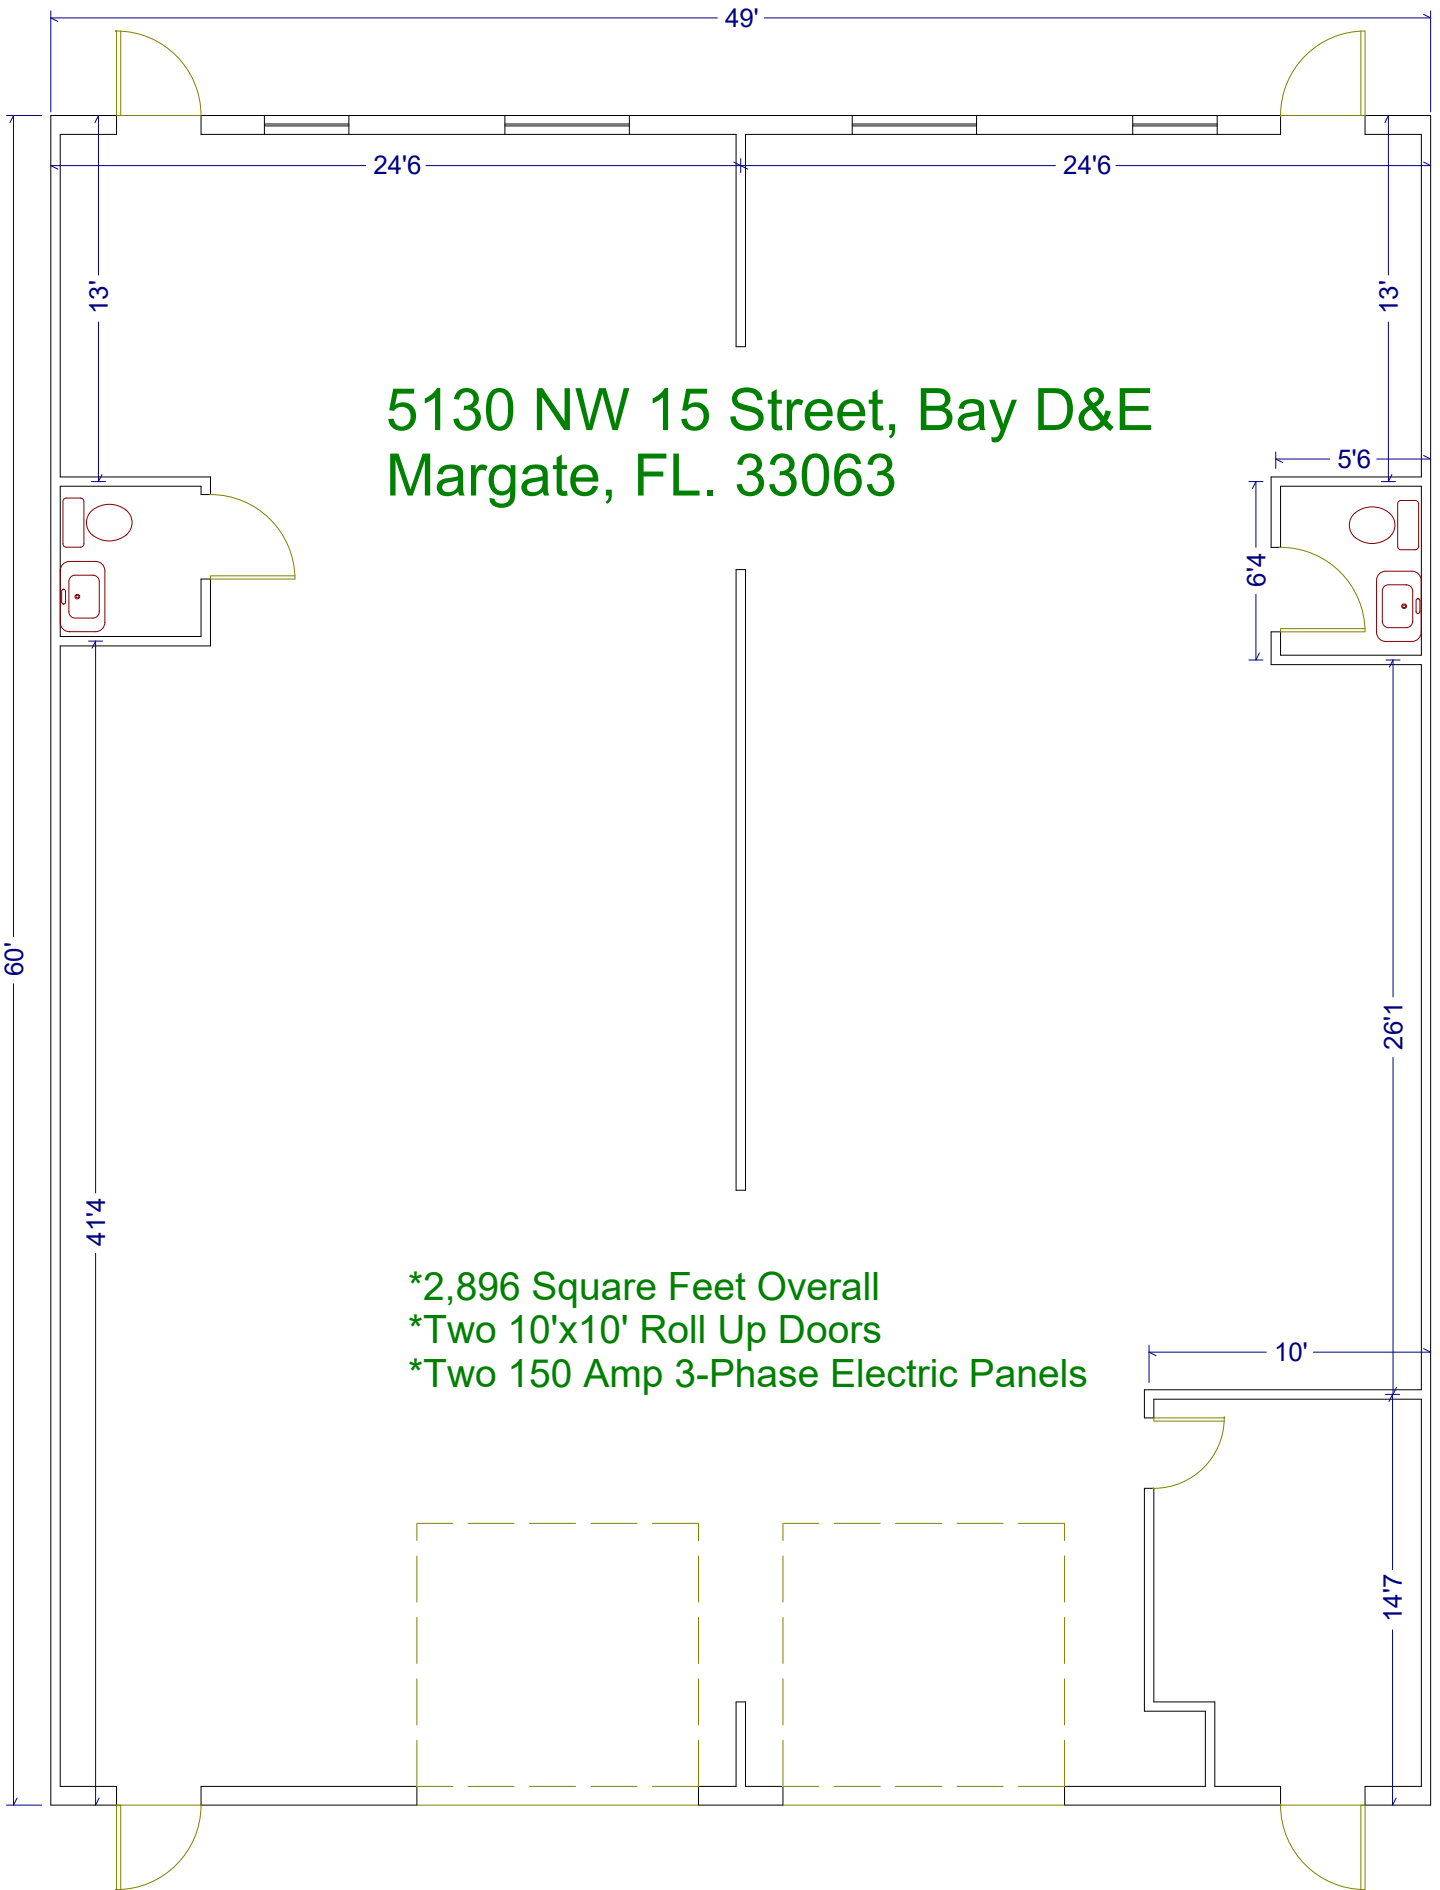 49'
24'6
24'6
13'
13'
5130 NW 15 Street, Bay D&E
Margate, FL. 33063
5'6
6'4
60'
26'1
41'4
*2,896 Square Feet Overall
*Two 10'x10' Roll Up Doors
*Two 150 Amp 3-Phase Electric Panels
10'
14'7